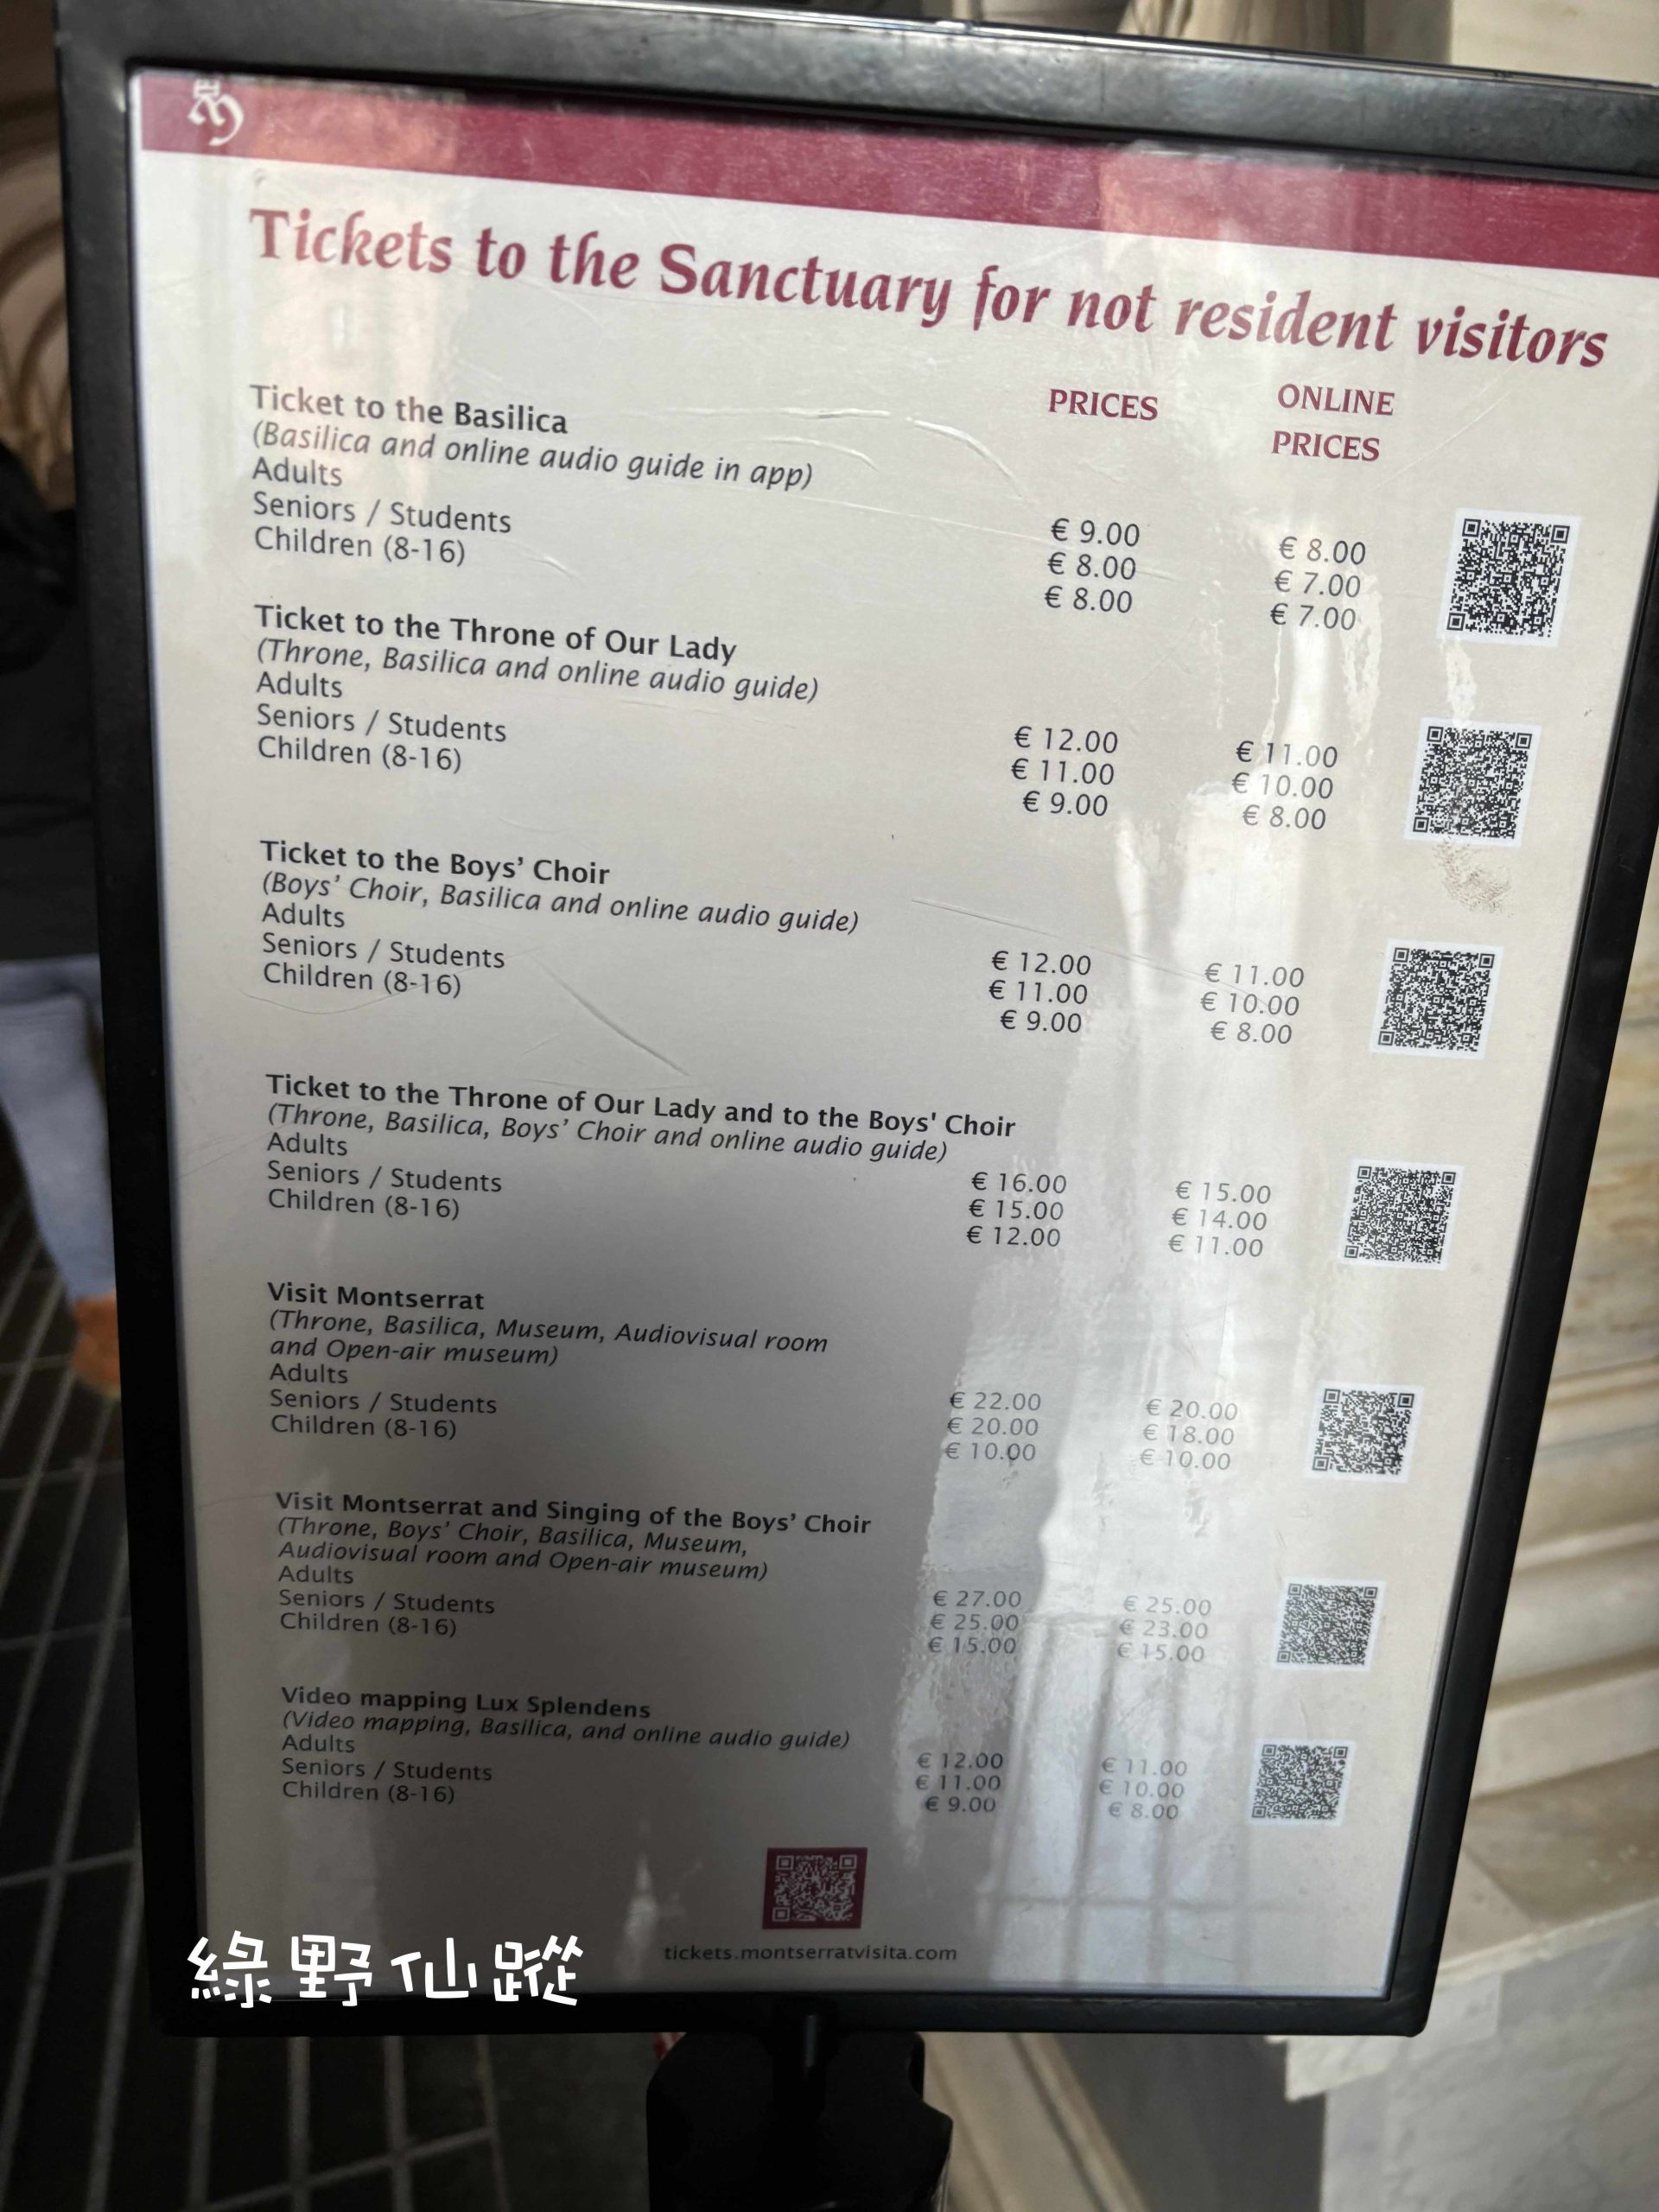 Tickets to the Sanctuary for not resident visitors
PRICES
ONLINE
PRICES
Ticket to the Basilica
(Basilica and online audio guide in app)
Adults € 9.00 € 8.00
Seniors / Students € 8.00 € 7.00
Children (8-16) € 8.00 € 7.00
Ticket to the Throne of Our Lady
(Throne, Basilica and online audio guide)
Adults € 12.00 € 11.00
Seniors / Students € 11.00 € 10.00
Children (8-16) € 9.00 € 8.00
Ticket to the Boys’ Choir
(Boys’ Choir, Basilica and online audio guide)
Adults € 12.00 € 11.00
Seniors / Students € 11.00 € 10.00
Children (8-16) € 9.00 € 8.00
Ticket to the Throne of Our Lady and to the Boys' Choir
(Throne, Basilica, Boys’ Choir and online audio guide)
Adults € 16.00 € 15.00
Seniors / Students € 15.00 € 14.00
Children (8-16) € 12.00 € 11.00
Visit Montserrat
(Throne, Basilica, Museum, Audiovisual room
and Open-air museum)
Adults € 22.00 € 20.00
Seniors / Students € 20.00 € 18.00
Children (8-16) € 10.00 € 10.00
Visit Montserrat and Singing of the Boys’ Choir
(Throne, Boys’ Choir, Basilica, Museum,
Audiovisual room and Open-air museum)
Adults € 27.00 € 25.00
Seniors / Students € 25.00 € 23.00
Children (8-16) € 15.00 € 15.00
Video mapping Lux Splendens
(Video mapping, Basilica, and online audio guide)
Adults € 12.00 € 11.00
Seniors / Students € 11.00 € 10.00
Children (8-16) € 9.00 € 8.00
tickets.montserratvisita.com
綠野仙蹤